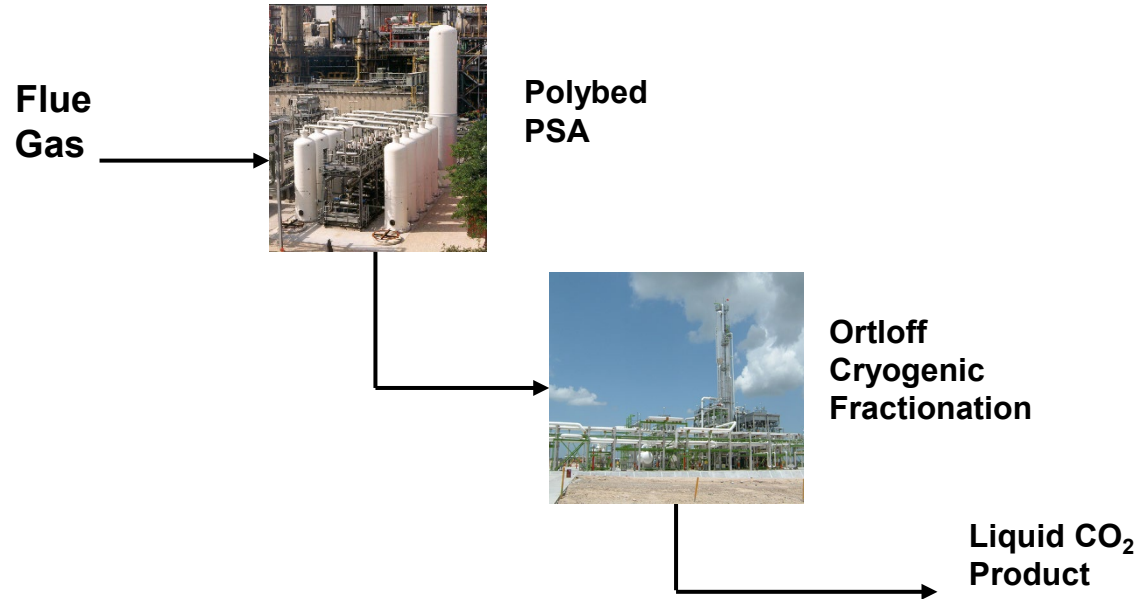 Flue
Gas
Polybed
PSA
Ortloff
Cryogenic
Fractionation
Liquid CO₂
Product